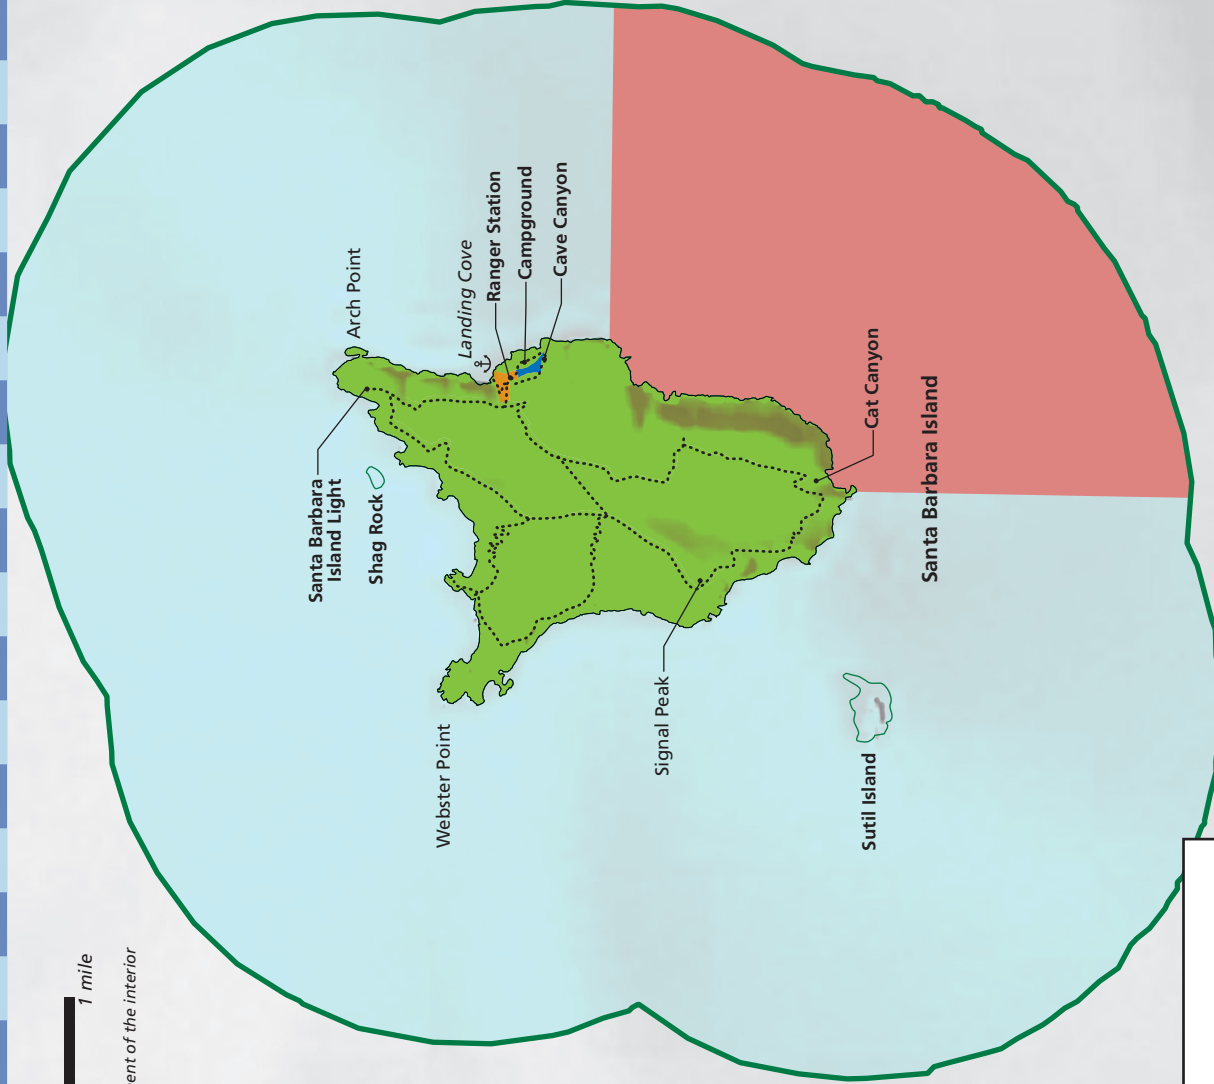 Arch Point
Landing Cove
Ranger Station
Campground
Cave Canyon
Santa Barbara
Island Light
Shag Rock
Cat Canyon
Santa Barbara Island
Signal Peak
Webster Point
Sutil Island
1 mile
ent of the interior